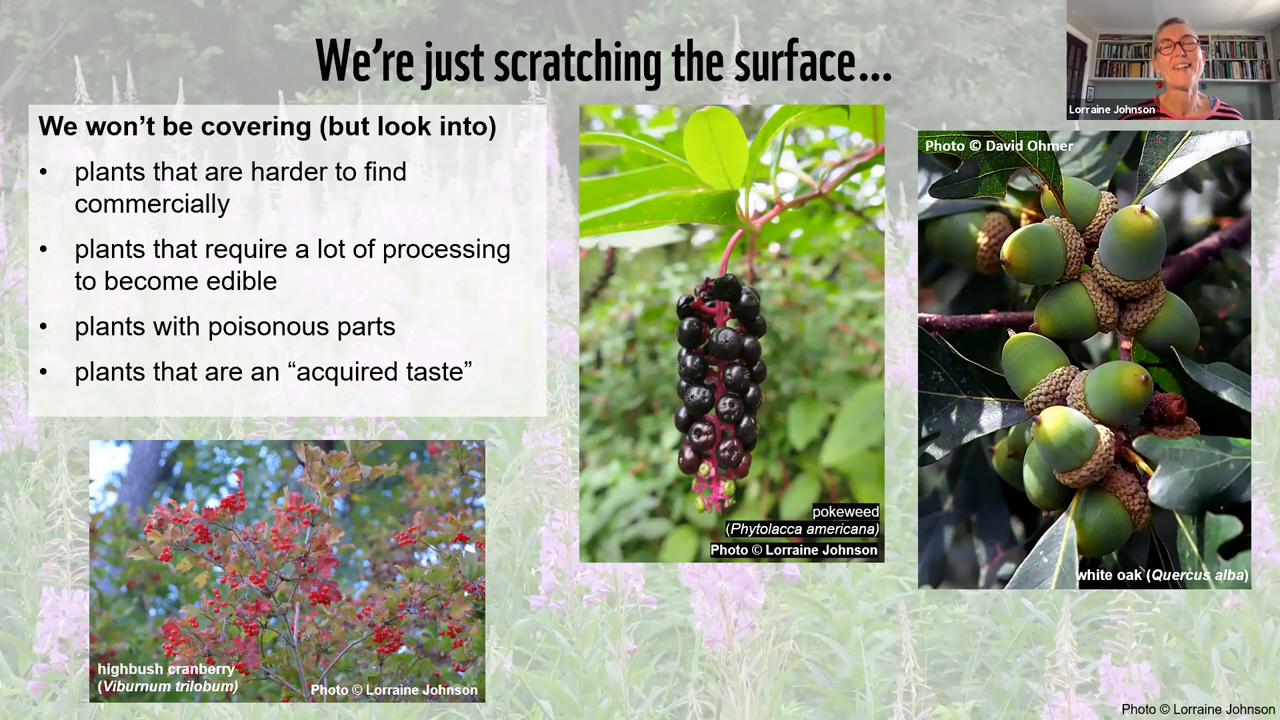 We’re just scratching the surface...
Lorraine Johnson
We won’t be covering (but look into)
• plants that are harder to find
commercially
• plants that require a lot of processing
to become edible
• plants with poisonous parts
• plants that are an “acquired taste”
highbush cranberry
(Viburnum trilobum)
Photo © Lorraine Johnson
pokeweed
(Phytolacca americana)
Photo © Lorraine Johnson
Photo © David Ohmer
white oak (Quercus alba)
Photo © Lorraine Johnson